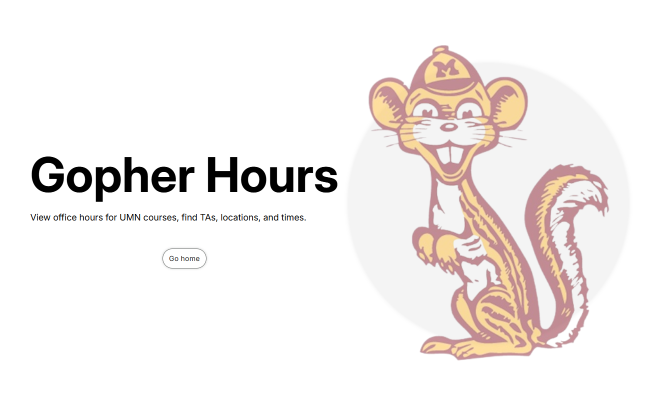 M
Gopher Hours
View office hours for UMN courses, find TAs, locations, and times.
Go home